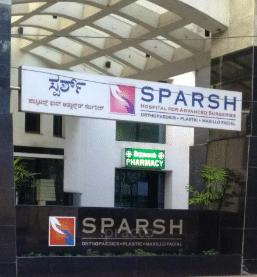 ಸ್ಪರ್ಶ್
SPARSH
HOSPITAL FOR ADVANCED SURGERIES
ORTHOPAEDICS • PLASTIC • MAXILLO FACIAL
PHARMACY
SPARSH
ORTHOPAEDICS • PLASTIC • MAXILLO FACIAL